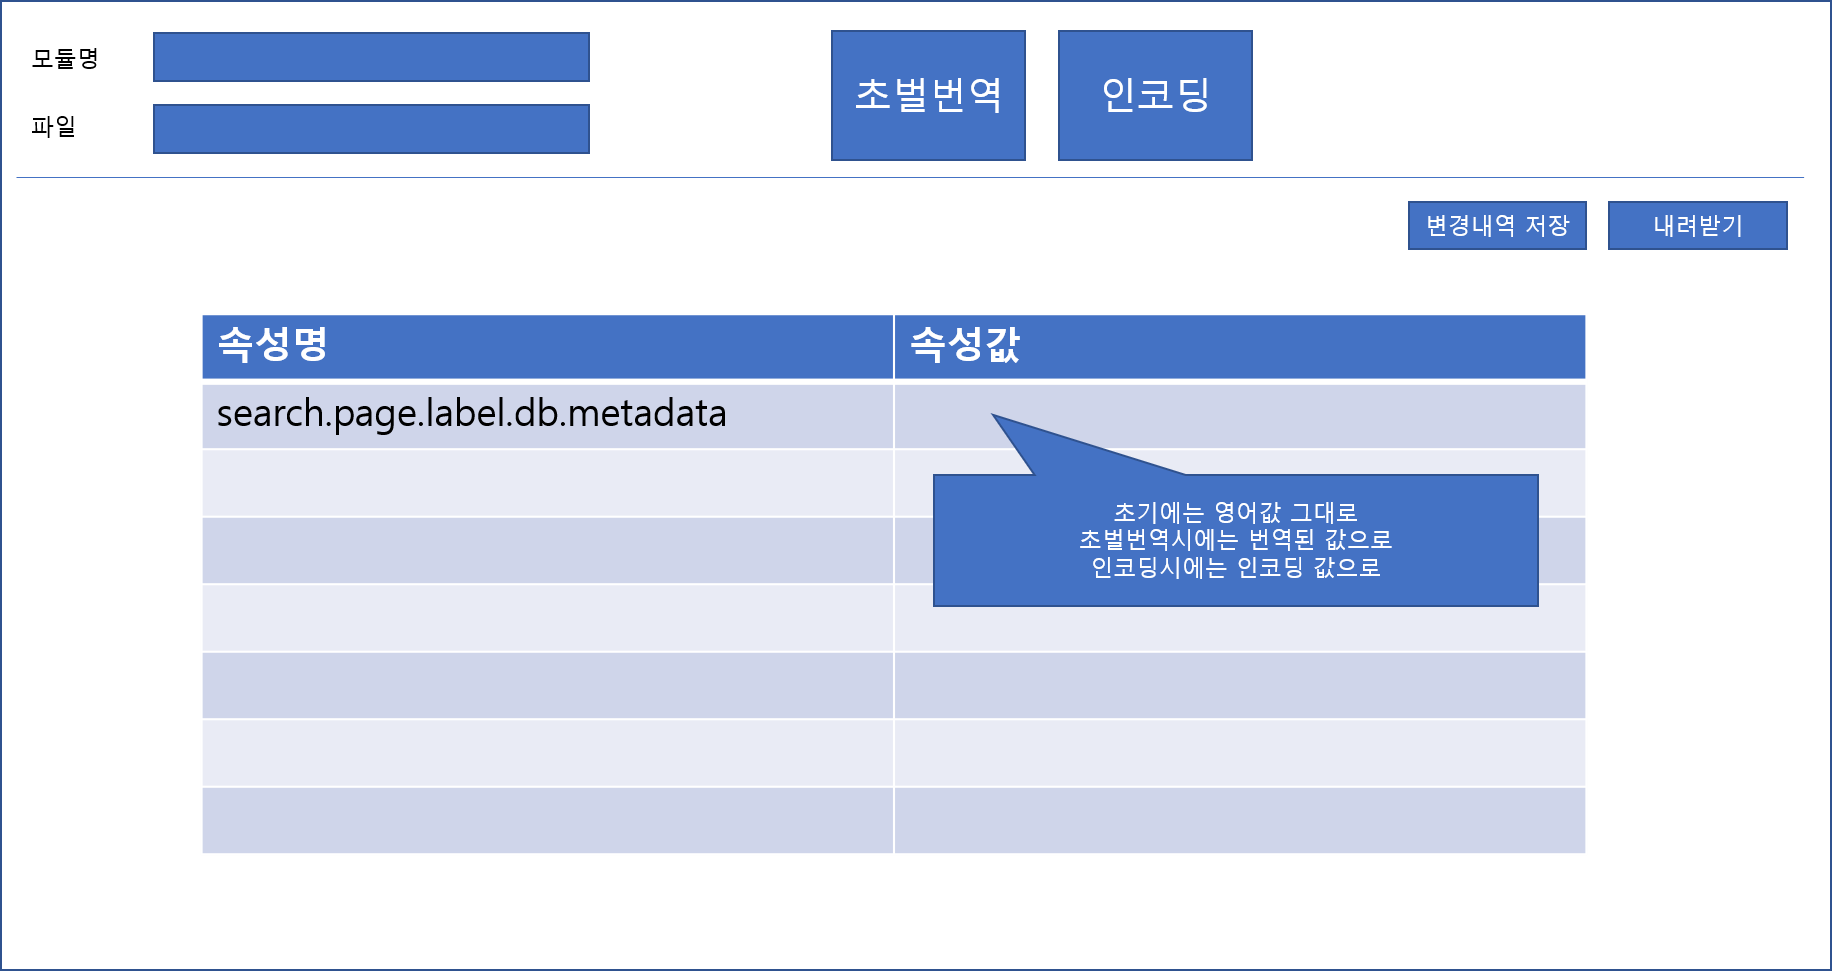 모듈명
파일
초벌번역
인코딩
변경내역 저장
내려받기
속성명
속성값
search.page.label.db.metadata
초기에는 영어값 그대로
초벌번역시에는 번역된 값으로
인코딩시에는 인코딩 값으로